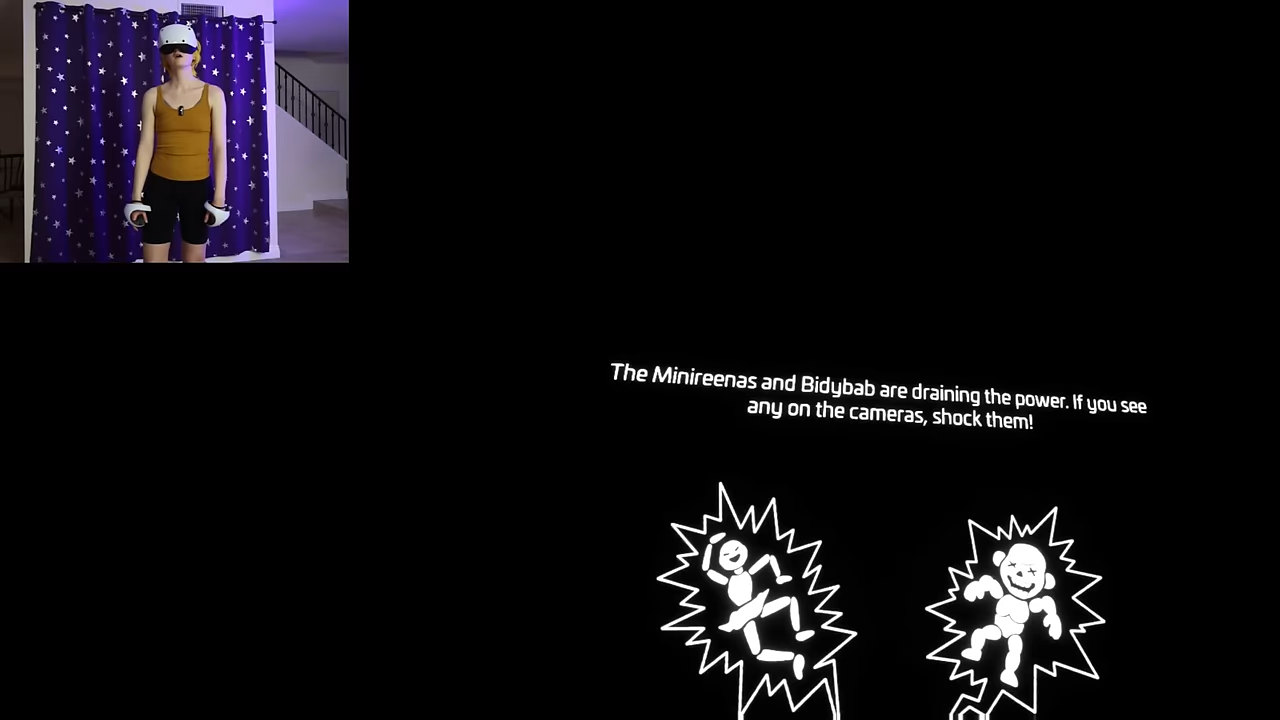 The Minireenas and Bidybab are draining the power. If you see
any on the cameras, shock them!